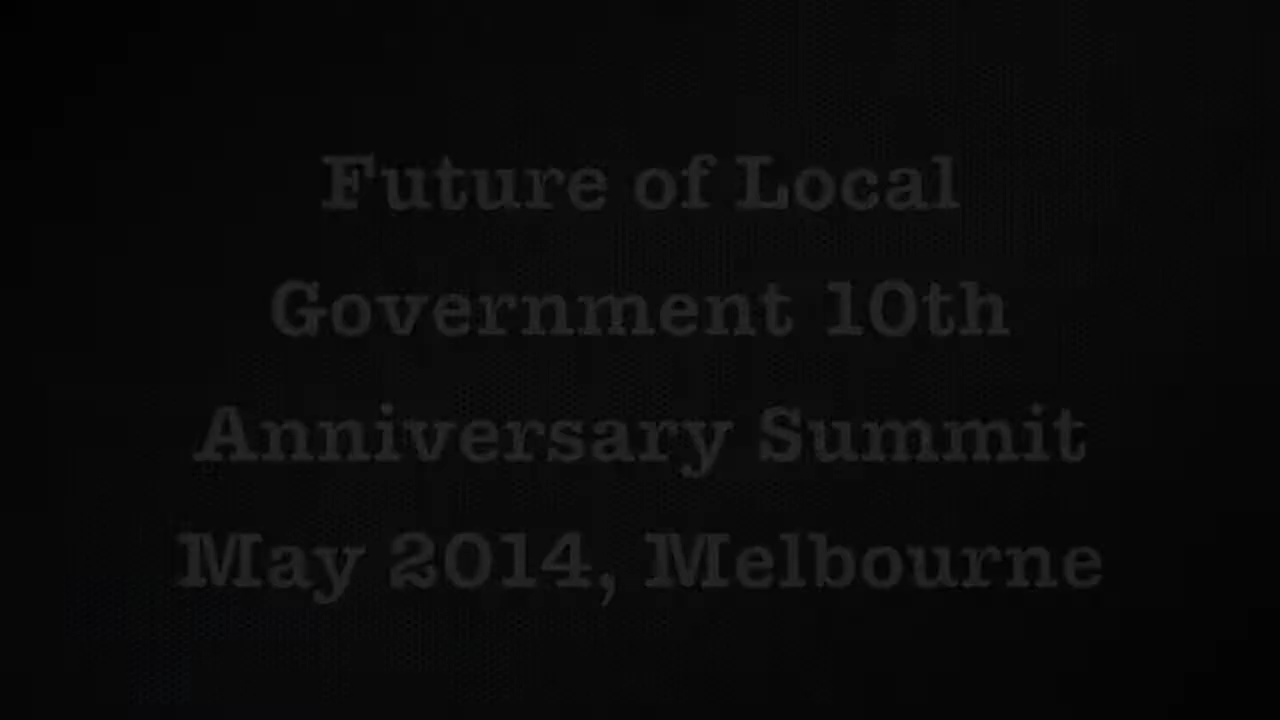 Future of Local
Government 10th
Anniversary Summit
May 2014, Melbourne